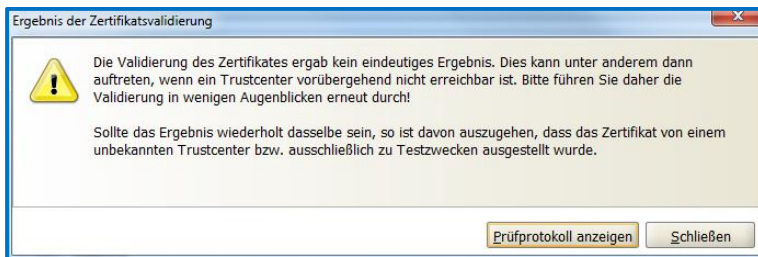 Ergebnis der Zertifikatsvalidierung
Die Validierung des Zertifikates ergab kein eindeutiges Ergebnis. Dies kann unter anderem dann
auftreten, wenn ein Trustcenter vorübergehend nicht erreichbar ist. Bitte führen Sie daher die
Validierung in wenigen Augenblicken erneut durch!
Sollte das Ergebnis wiederholt dasselbe sein, so ist davon auszugehen, dass das Zertifikat von einem
unbekannten Trustcenter bzw. ausschließlich zu Testzwecken ausgestellt wurde.
Prüfprotokoll anzeigen Schließen